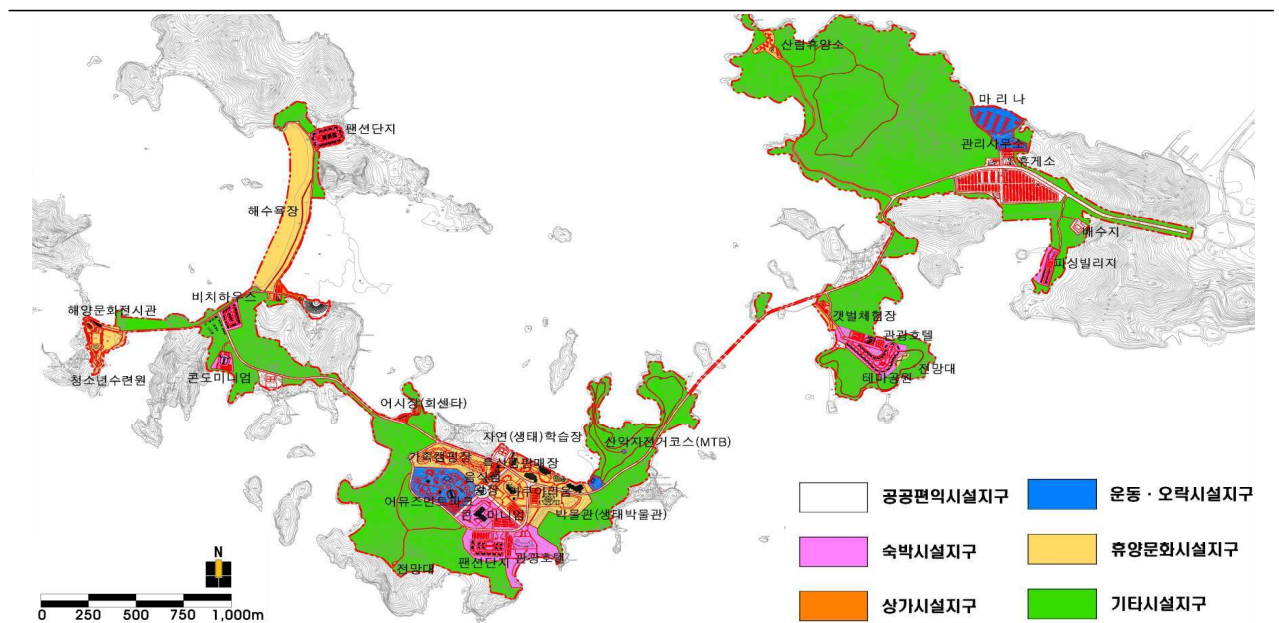 산림휴양소
마 리 나
관리사무소
휴게소
팬션단지
해수욕장
배수지
피싱빌리지
비치하우스
해양문화전시관
갯벌체험장
관광호텔
전망대
테마공원
청소년수련원
콘도미니엄
어시장(회센타)
자연(생태)학습장
산악자전거코스(MTB)
가족캠핑장
음식점
어뮤즈먼트파크
콘도미니엄
박물관(생태박물관)
전망대
팬션단지
관광호텔
N
0 250 500 750 1,000m
공공편익시설지구
운동 · 오락시설지구
숙박시설지구
휴양문화시설지구
상가시설지구
기타시설지구